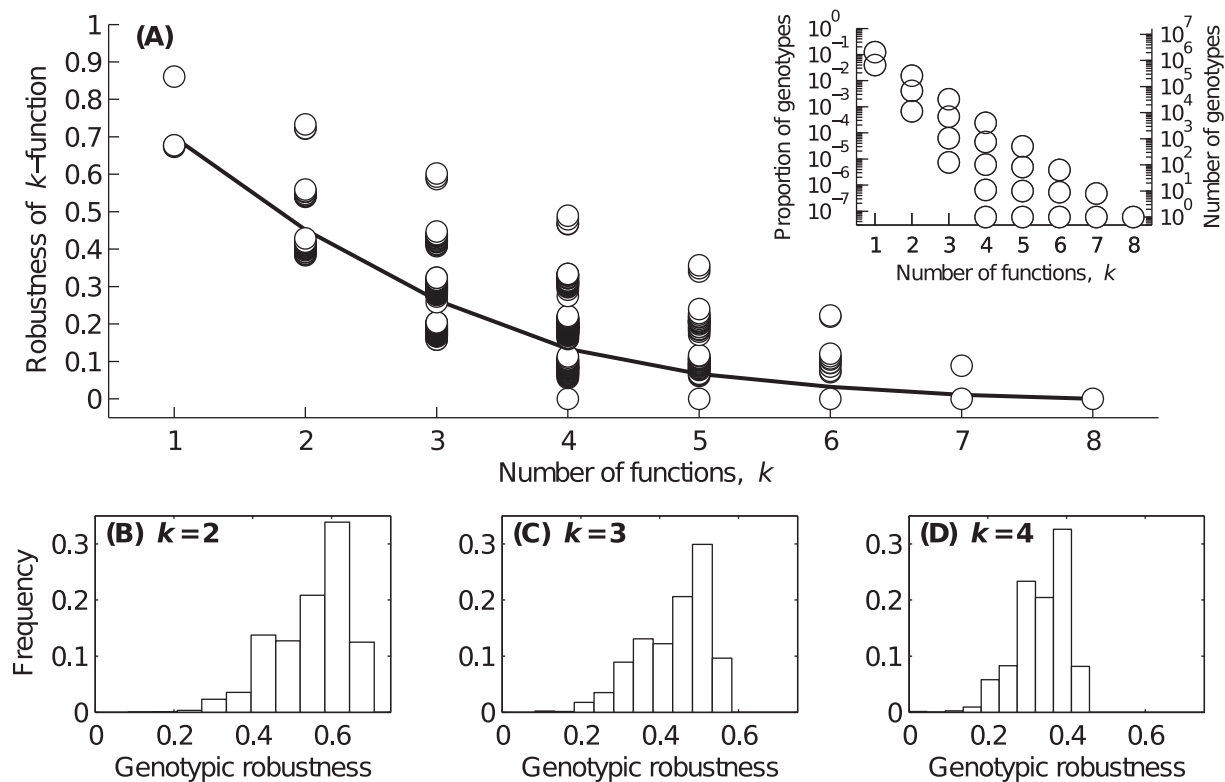 (A)
Robustness of k−function
1
0.9
0.8
0.7
0.6
0.5
0.4
0.3
0.2
0.1
0
1 2 3 4 5 6 7 8
Number of functions, k
Proportion of genotypes
10^0
10^−1
10^−2
10^−3
10^−4
10^−5
10^−6
10^−7
Number of genotypes
10^7
10^6
10^5
10^4
10^3
10^2
10^1
10^0
1 2 3 4 5 6 7 8
Number of functions, k
(B) k=2
Frequency
0.3
0.2
0.1
0
0 0.2 0.4 0.6
Genotypic robustness
(C) k=3
0.3
0.2
0.1
0
0 0.2 0.4 0.6
Genotypic robustness
(D) k=4
0.3
0.2
0.1
0
0 0.2 0.4 0.6
Genotypic robustness